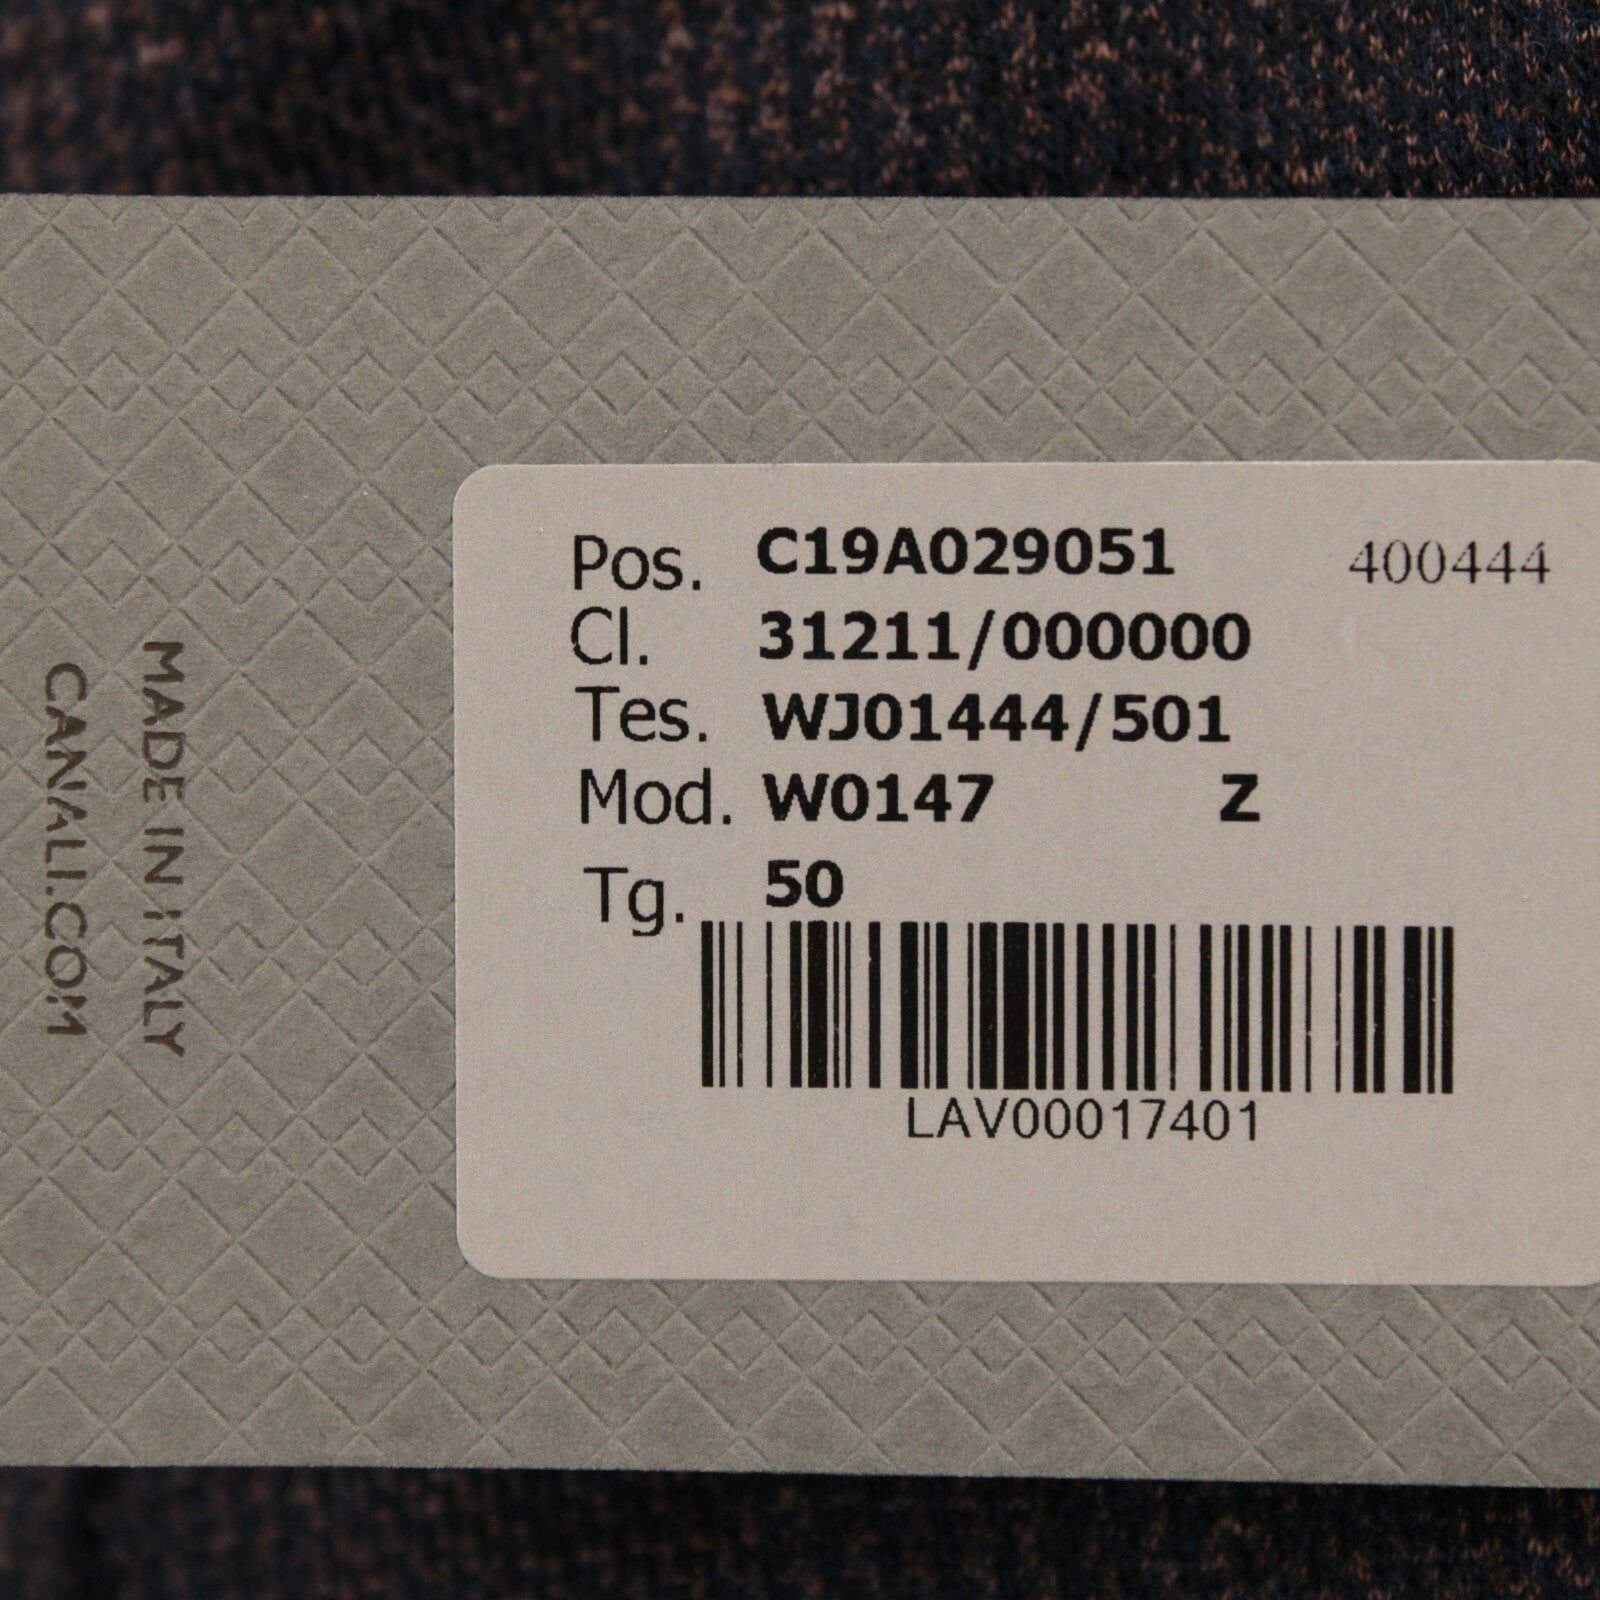 MADE IN ITALY
CANALI.COM
Pos. C19A029051 400444
Cl. 31211/000000
Tes. WJ01444/501
Mod. W0147 Z
Tg. 50
LAV00017401